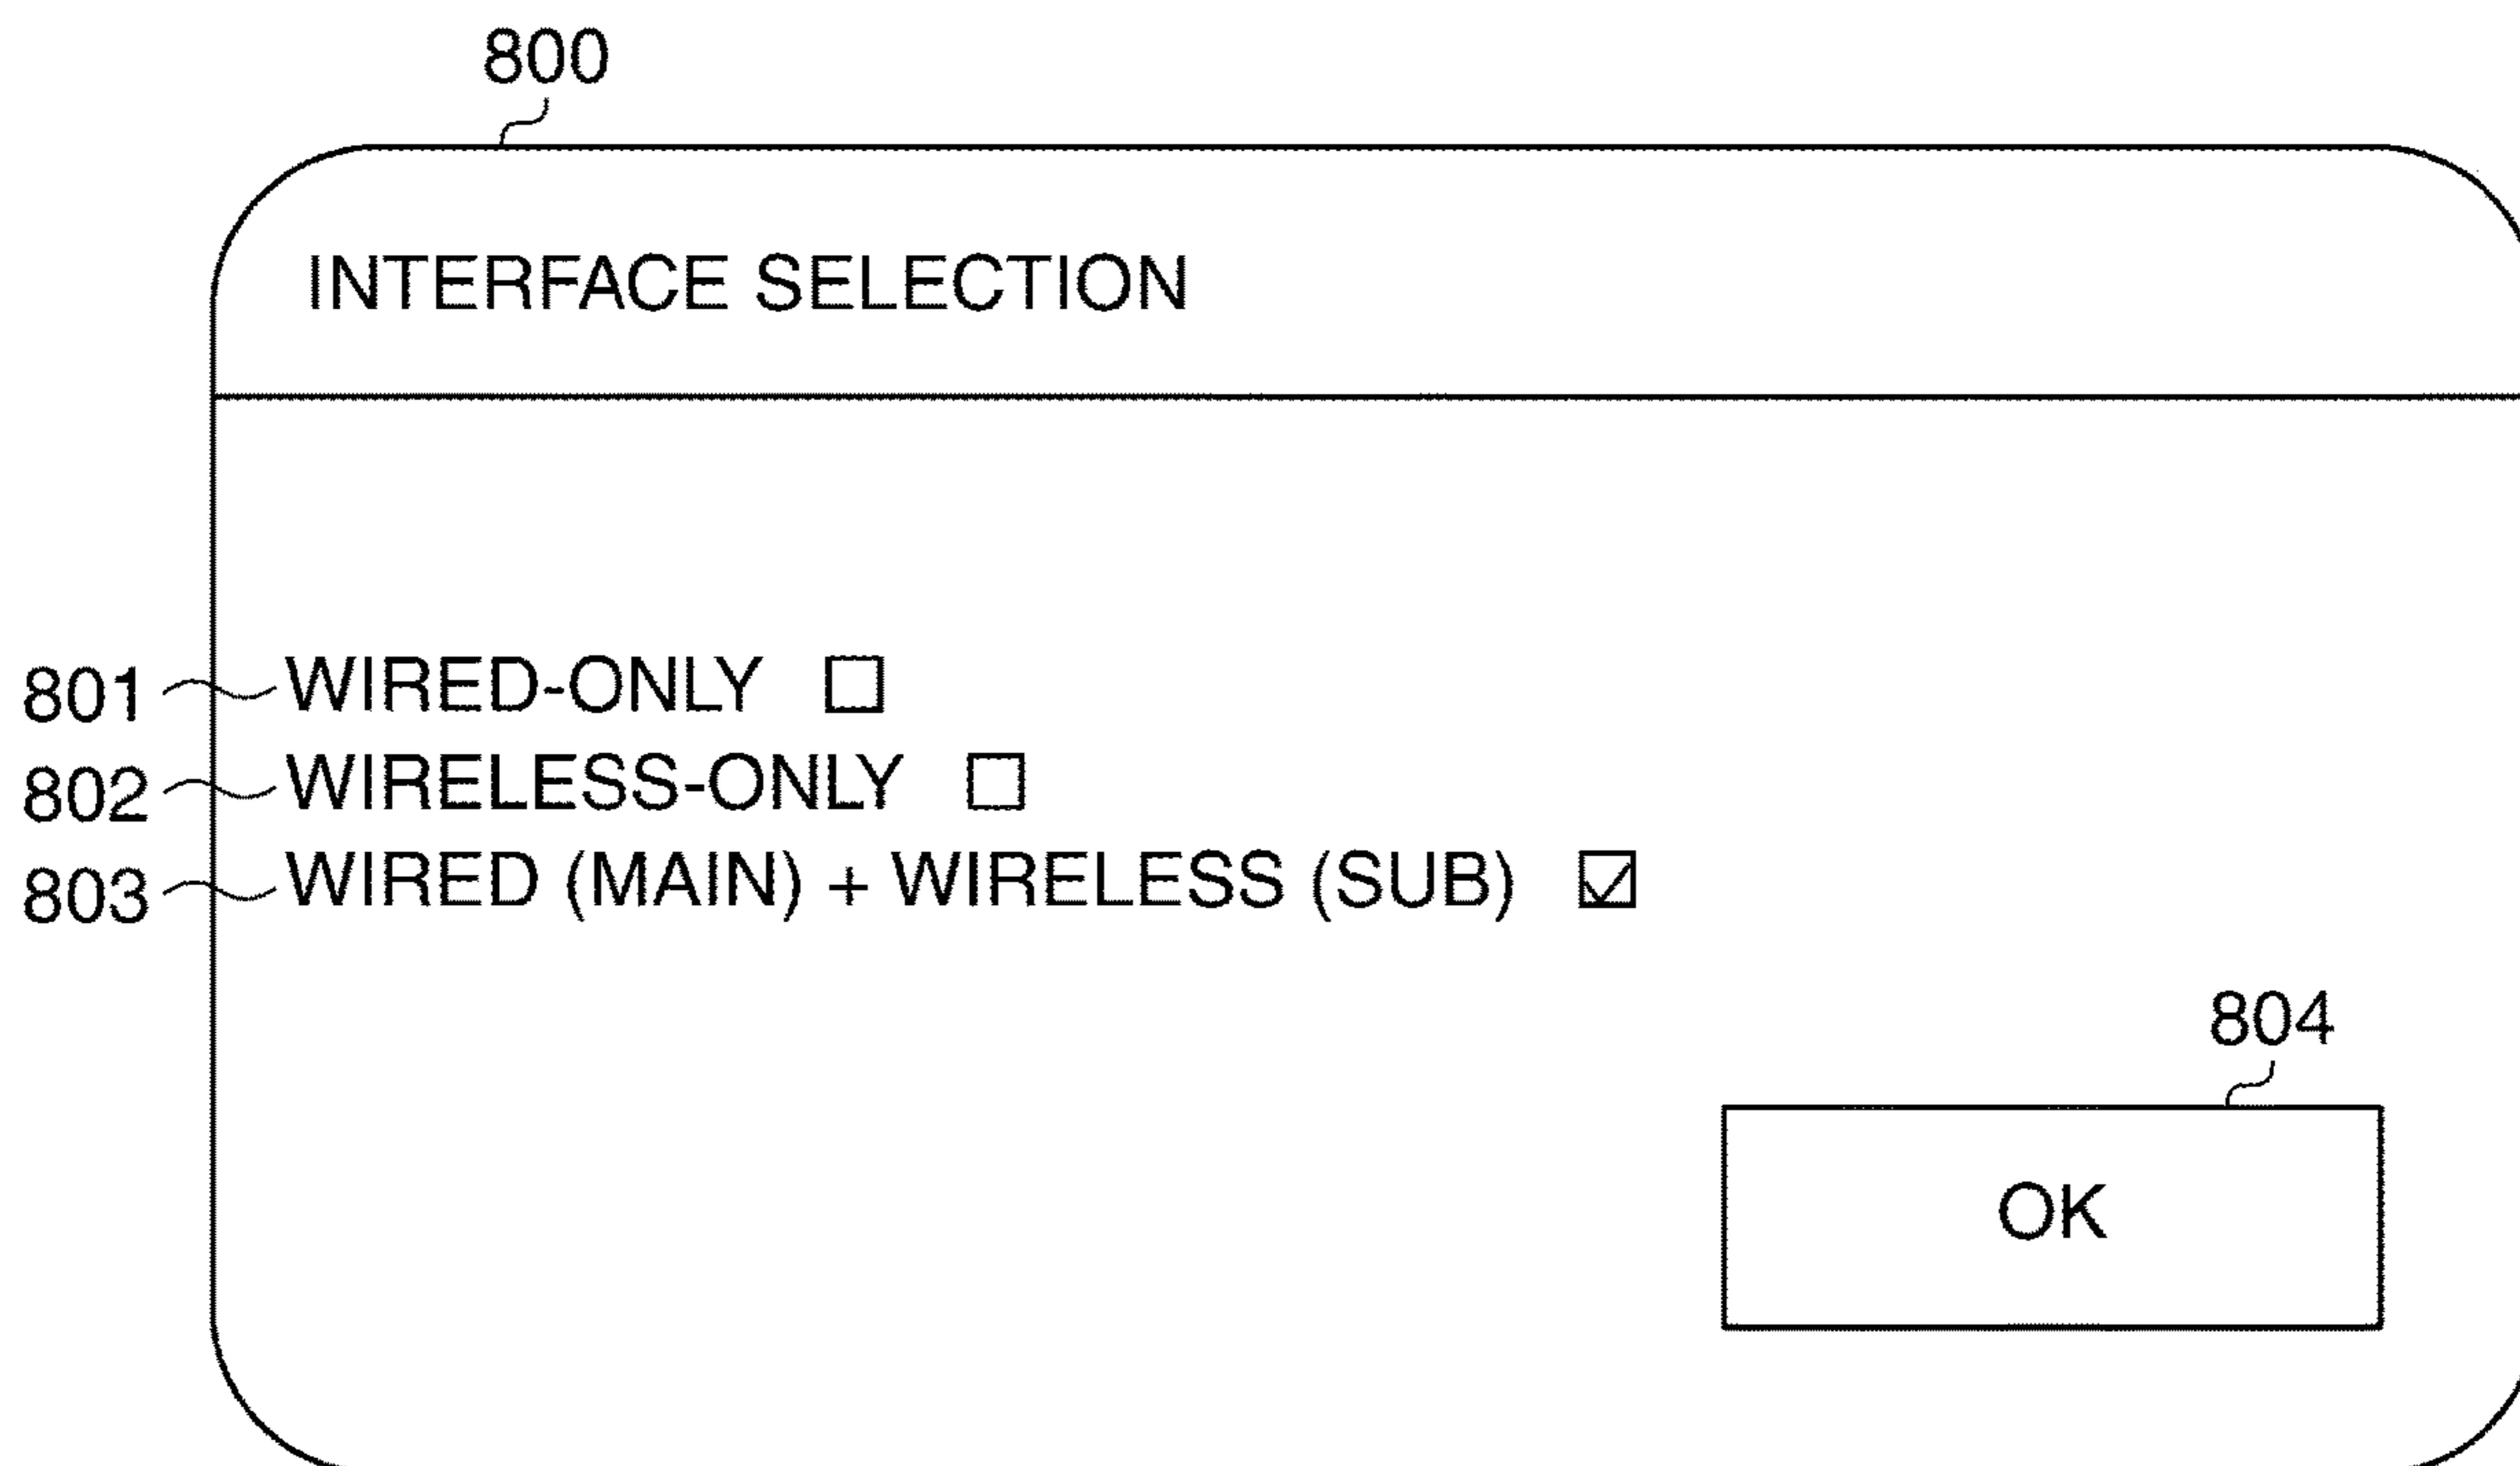 800
INTERFACE SELECTION
801 WIRED-ONLY
802 WIRELESS-ONLY
803 WIRED (MAIN) + WIRELESS (SUB)
804
OK